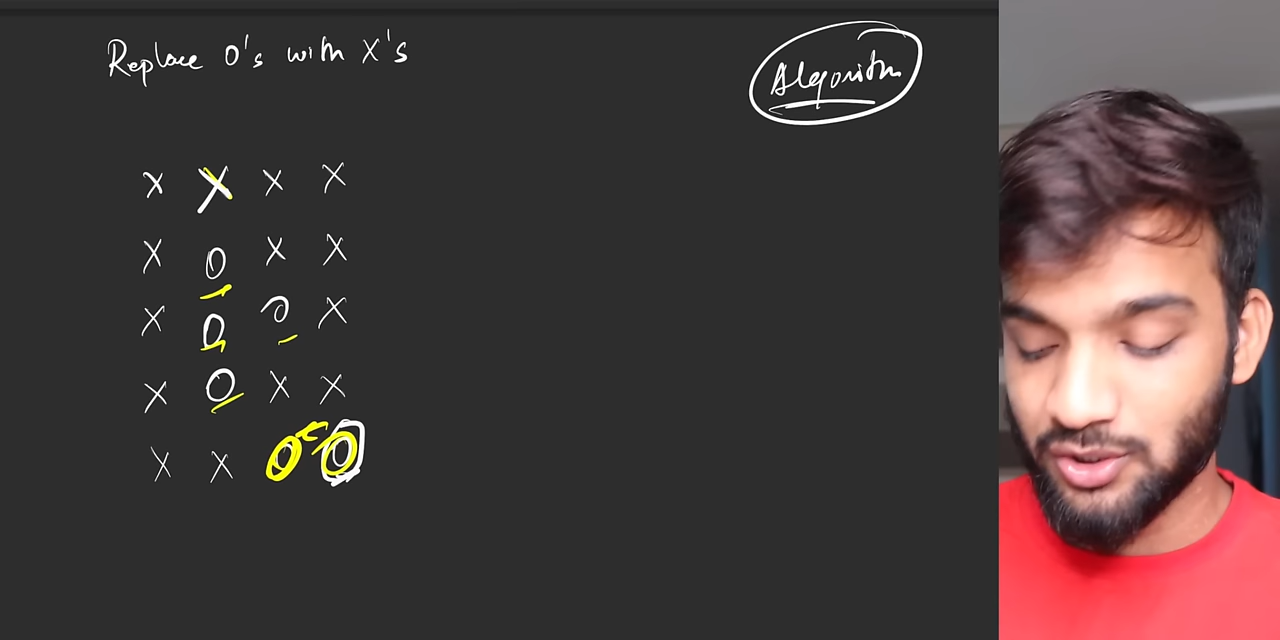 Replace O's with X's
Algorithm
X X X X
X O X X
X O O X
X O X X
X X O O